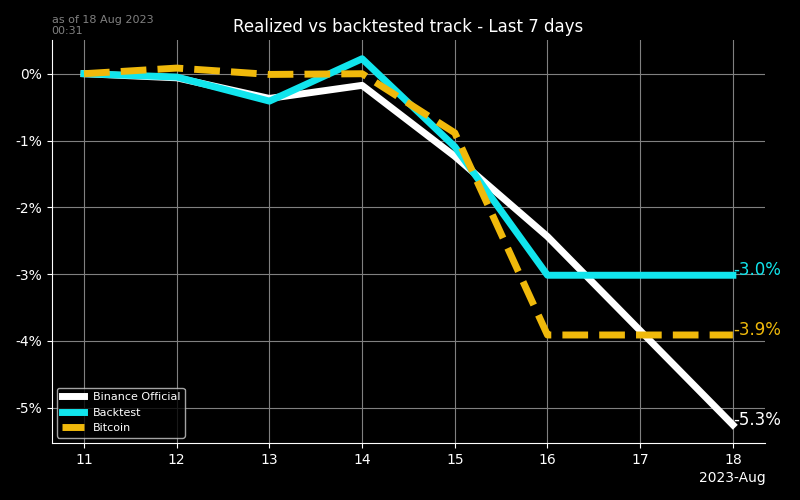 as of 18 Aug 2023
00:31
Realized vs backtested track - Last 7 days
0%
-1%
-2%
-3%
-4%
-5%
-3.0%
-3.9%
-5.3%
Binance Official
Backtest
Bitcoin
11 12 13 14 15 16 17 18
2023-Aug